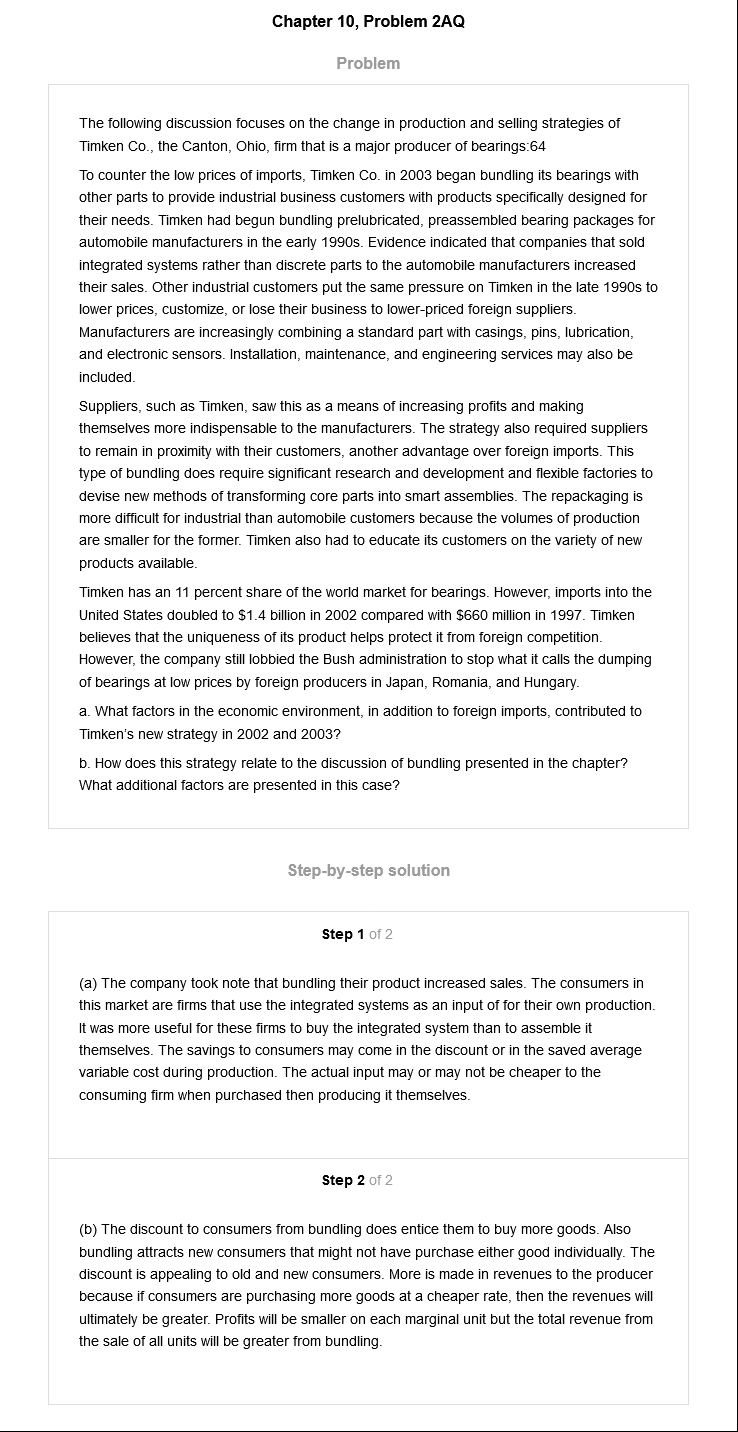 Chapter 10, Problem 2AQ
Problem
The following discussion focuses on the change in production and selling strategies of
Timken Co., the Canton, Ohio, firm that is a major producer of bearings:64
To counter the low prices of imports, Timken Co. in 2003 began bundling its bearings with
other parts to provide industrial business customers with products specifically designed for
their needs. Timken had begun bundling prelubricated, preassembled bearing packages for
automobile manufacturers in the early 1990s. Evidence indicated that companies that sold
integrated systems rather than discrete parts to the automobile manufacturers increased
their sales. Other industrial customers put the same pressure on Timken in the late 1990s to
lower prices, customize, or lose their business to lower-priced foreign suppliers.
Manufacturers are increasingly combining a standard part with casings, pins, lubrication,
and electronic sensors. Installation, maintenance, and engineering services may also be
included.
Suppliers, such as Timken, saw this as a means of increasing profits and making
themselves more indispensable to the manufacturers. The strategy also required suppliers
to remain in proximity with their customers, another advantage over foreign imports. This
type of bundling does require significant research and development and flexible factories to
devise new methods of transforming core parts into smart assemblies. The repackaging is
more difficult for industrial than automobile customers because the volumes of production
are smaller for the former. Timken also had to educate its customers on the variety of new
products available.
Timken has an 11 percent share of the world market for bearings. However, imports into the
United States doubled to $1.4 billion in 2002 compared with $660 million in 1997. Timken
believes that the uniqueness of its product helps protect it from foreign competition.
However, the company still lobbied the Bush administration to stop what it calls the dumping
of bearings at low prices by foreign producers in Japan, Romania, and Hungary.
a. What factors in the economic environment, in addition to foreign imports, contributed to
Timken's new strategy in 2002 and 2003?
b. How does this strategy relate to the discussion of bundling presented in the chapter?
What additional factors are presented in this case?
Step-by-step solution
Step 1 of 2
(a) The company took note that bundling their product increased sales. The consumers in
this market are firms that use the integrated systems as an input of for their own production.
It was more useful for these firms to buy the integrated system than to assemble it
themselves. The savings to consumers may come in the discount or in the saved average
variable cost during production. The actual input may or may not be cheaper to the
consuming firm when purchased then producing it themselves.
Step 2 of 2
(b) The discount to consumers from bundling does entice them to buy more goods. Also
bundling attracts new consumers that might not have purchase either good individually. The
discount is appealing to old and new consumers. More is made in revenues to the producer
because if consumers are purchasing more goods at a cheaper rate, then the revenues will
ultimately be greater. Profits will be smaller on each marginal unit but the total revenue from
the sale of all units will be greater from bundling.